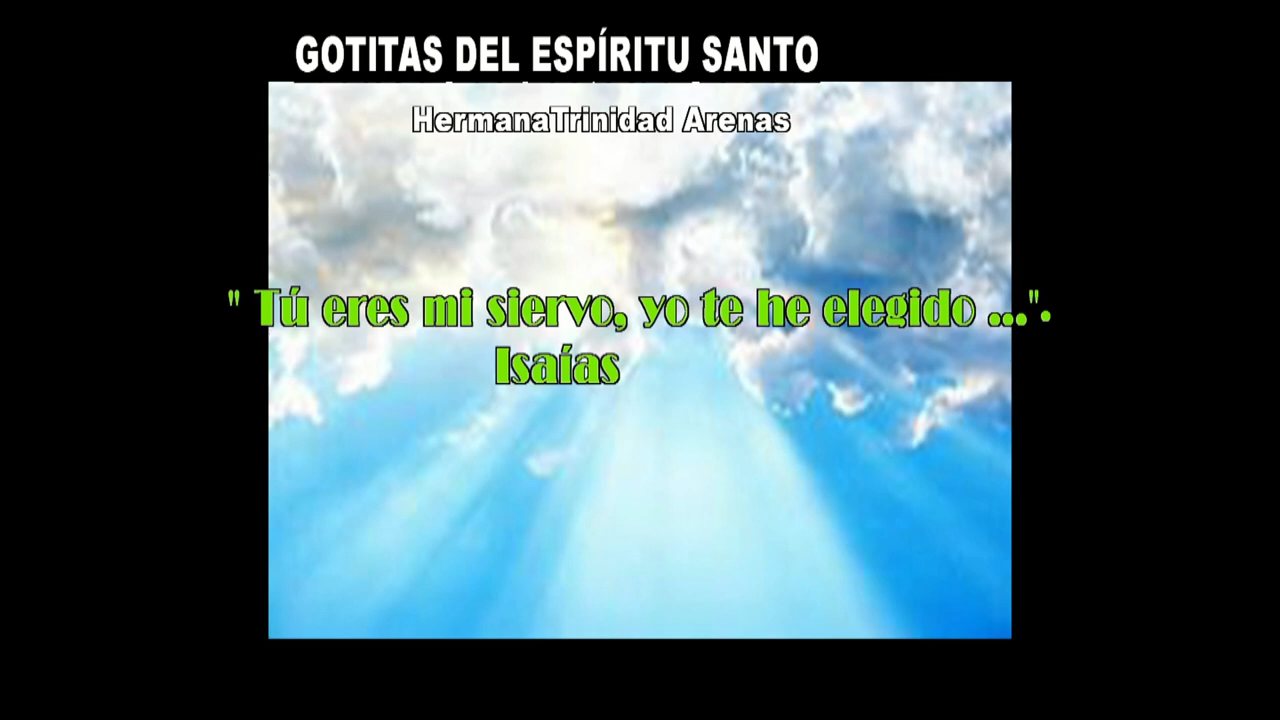 GOTITAS DEL ESPÍRITU SANTO
HermanaTrinidad Arenas
" Tú eres mi siervo, yo te he elegido ...".
Isaías